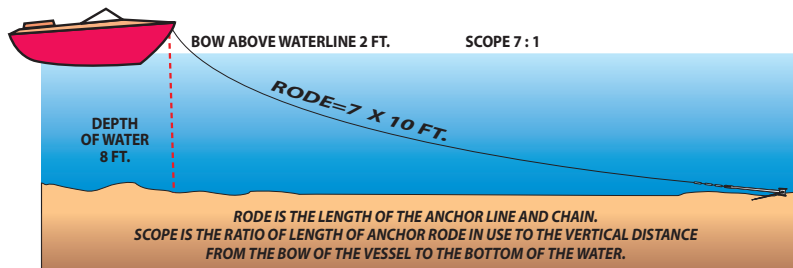 BOW ABOVE WATERLINE 2 FT.
SCOPE 7 : 1
RODE=7 X 10 FT.
DEPTH
OF WATER
8 FT.
RODE IS THE LENGTH OF THE ANCHOR LINE AND CHAIN.
SCOPE IS THE RATIO OF LENGTH OF ANCHOR RODE IN USE TO THE VERTICAL DISTANCE
FROM THE BOW OF THE VESSEL TO THE BOTTOM OF THE WATER.